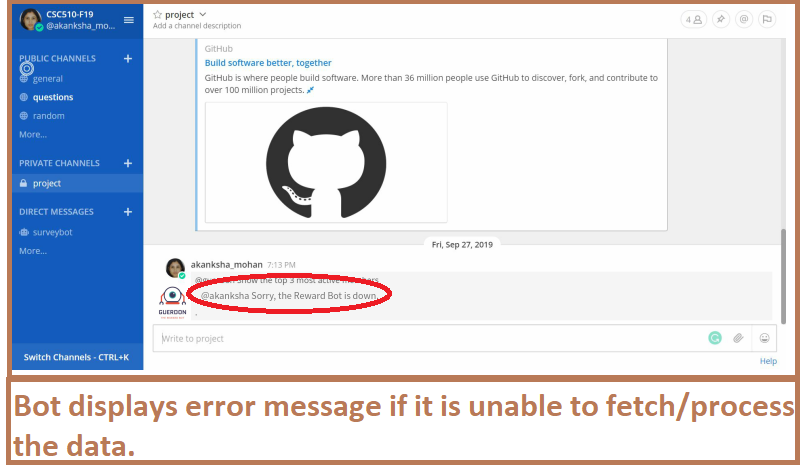 CSC510-F19
@akanksha_mo...
PUBLIC CHANNELS +
general
questions
random
More...
PRIVATE CHANNELS +
project
DIRECT MESSAGES +
surveybot
More...
Switch Channels - CTRL+K
project
Add a channel description
4
GitHub
Build software better, together
GitHub is where people build software. More than 36 million people use GitHub to discover, fork, and contribute to
over 100 million projects.
Fri, Sep 27, 2019
akanksha_mohan 7:13 PM
show the top 3 most active members
@akanksha Sorry, the Reward Bot is down.
GUERDON
Write to project
Help
Bot displays error message if it is unable to fetch/process
the data.